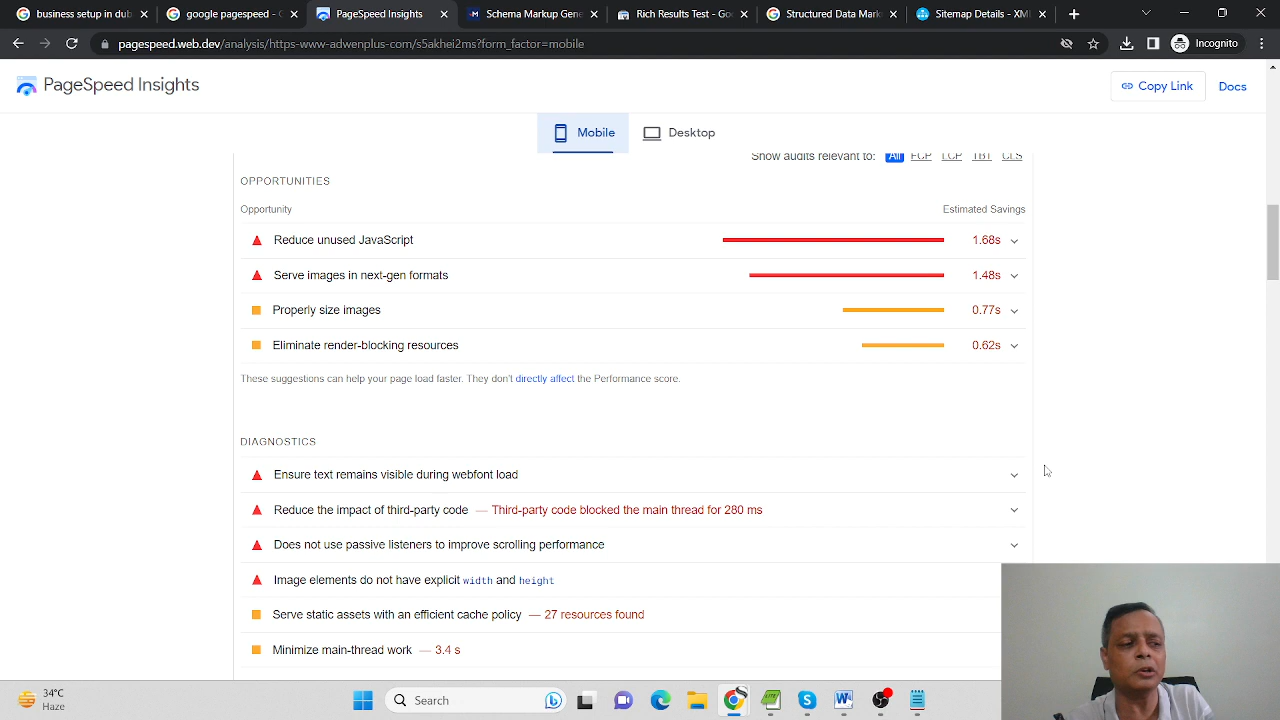 business setup in dub
google pagespeed - G
PageSpeed Insights
Schema Markup Gene
Rich Results Test - Goo
Structured Data Mark
Sitemap Details - XML
pagespeed.web.dev/analysis/https-www-adwenplus-com/s5akhei2ms?form_factor=mobile
Incognito
PageSpeed Insights
Copy Link
Docs
Mobile
Desktop
Show audits relevant to: All FCP LCP TBT CLS
OPPORTUNITIES
Opportunity
Estimated Savings
Reduce unused JavaScript
1.68s
Serve images in next-gen formats
1.48s
Properly size images
0.77s
Eliminate render-blocking resources
0.62s
These suggestions can help your page load faster. They don't directly affect the Performance score.
DIAGNOSTICS
Ensure text remains visible during webfont load
Reduce the impact of third-party code — Third-party code blocked the main thread for 280 ms
Does not use passive listeners to improve scrolling performance
Image elements do not have explicit width and height
Serve static assets with an efficient cache policy — 27 resources found
Minimize main-thread work — 3.4 s
34°C
Haze
Search